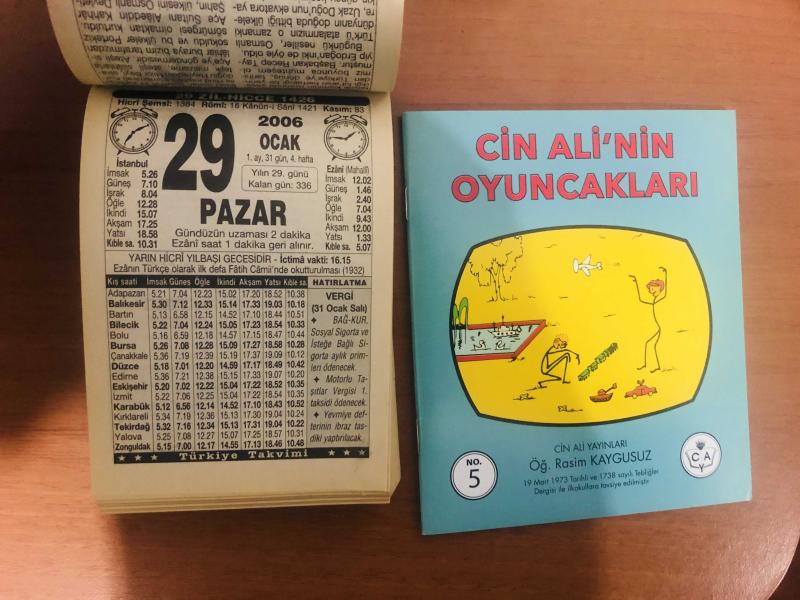 29 ZİL-HİCCE 1426
Hicrî Şemsî: 1384 Rûmî: 16 Kânûn-i Sânî 1421 Kasım: 83
29
2006
OCAK
1. ay, 31 gün, 4. hafta
Yılın 29. günü
Kalan gün: 336
PAZAR
Gündüzün uzaması 2 dakika
Ezânî saat 1 dakika geri alınır.
İstanbul
İmsak 5.26
Güneş 7.10
İşrak 8.04
Öğle 12.28
İkindi 15.07
Akşam 17.25
Yatsı 18.58
Kıble sa. 10.31
Ezânî (Mahallî)
İmsak 12.02
Güneş 1.46
İşrak 2.40
Öğle 7.04
İkindi 9.43
Akşam 12.00
Yatsı 1.33
Kıble sa. 5.07
YARIN HİCRÎ YILBAŞI GECESİDİR - İctimâ vakti: 16.15
Ezânın Türkçe olarak ilk defa Fâtih Câmii'nde okutturulması (1932)
Kış saati İmsak Güneş Öğle İkindi Akşam Yatsı Kıble sa.
Adapazarı 5.21 7.04 12.23 15.02 17.20 18.52 10.38
Balıkesir 5.30 7.12 12.33 15.14 17.33 19.03 10.18
Bartın 5.13 6.58 12.15 14.52 17.10 18.44 10.51
Bilecik 5.22 7.04 12.24 15.05 17.23 18.54 10.33
Bolu 5.16 6.59 12.18 14.57 17.15 18.47 10.44
Bursa 5.26 7.08 12.28 15.09 17.27 18.58 10.28
Çanakkale 5.36 7.19 12.39 15.19 17.37 19.09 10.12
Düzce 5.18 7.01 12.20 14.59 17.17 18.49 10.42
Edirne 5.36 7.21 12.38 15.15 17.33 19.07 10.20
Eskişehir 5.20 7.02 12.22 15.04 17.22 18.52 10.35
İzmit 5.22 7.06 12.25 15.04 17.22 18.54 10.35
Karabük 5.12 6.56 12.14 14.52 17.10 18.43 10.52
Kırklareli 5.34 7.19 12.36 15.13 17.30 19.04 10.24
Tekirdağ 5.32 7.16 12.34 15.13 17.31 19.04 10.22
Yalova 5.25 7.08 12.27 15.07 17.25 18.57 10.31
Zonguldak 5.15 7.00 12.17 14.55 17.13 18.46 10.48
HATIRLATMA
VERGİ
(31 Ocak Salı)
✦ BAĞ-KUR,
Sosyal Sigorta ve
İsteğe Bağlı Si-
gorta aylık prim-
leri ödenecek.
✦ Motorlu Ta-
şıtlar Vergisi 1.
taksidi ödenecek.
✦ Yevmiye def-
terinin ibraz tas-
diki yaptırılacak.
Türkiye Takvimi
CİN ALİ'NİN
OYUNCAKLARI
CİN ALİ YAYINLARI
Öğ. Rasim KAYGUSUZ
19 Mart 1973 Tarihli ve 1738 sayılı Tebliğler
Dergisi ile ilkokullara tavsiye edilmiştir
NO.
5
C A
Y